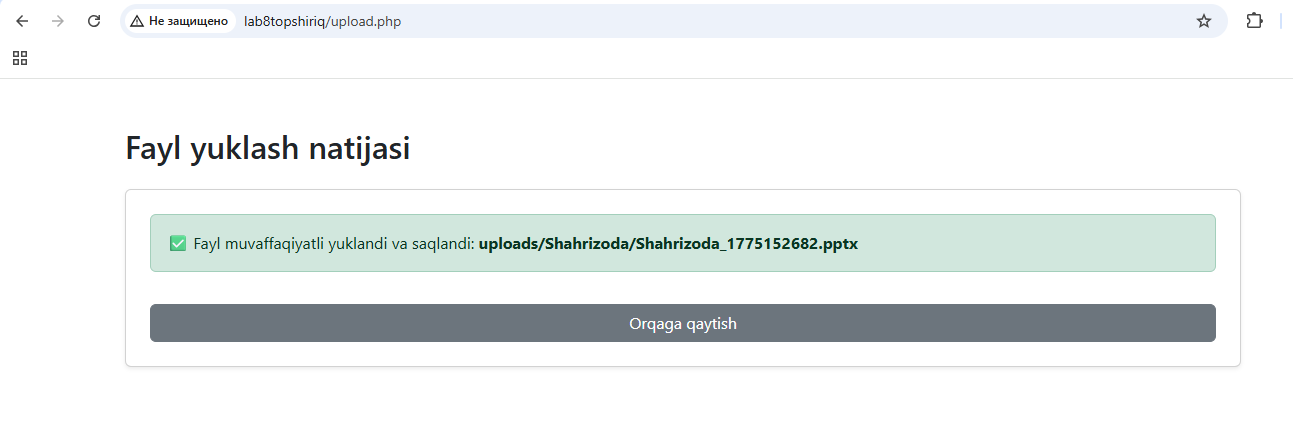 Не защищено lab8topshiriq/upload.php
Fayl yuklash natijasi
✅ Fayl muvaffaqiyatli yuklandi va saqlandi: uploads/Shahrizoda/Shahrizoda_1775152682.pptx
Orqaga qaytish